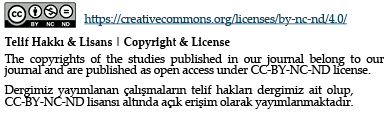 cc BY NC ND https://creativecommons.org/licenses/by-nc-nd/4.0/
Telif Hakkı & Lisans | Copyright & License
The copyrights of the studies published in our journal belong to our
journal and are published as open access under CC-BY-NC-ND license.
Dergimiz yayımlanan çalışmaların telif hakları dergimiz ait olup,
CC-BY-NC-ND lisansı altında açık erişim olarak yayımlanmaktadır.